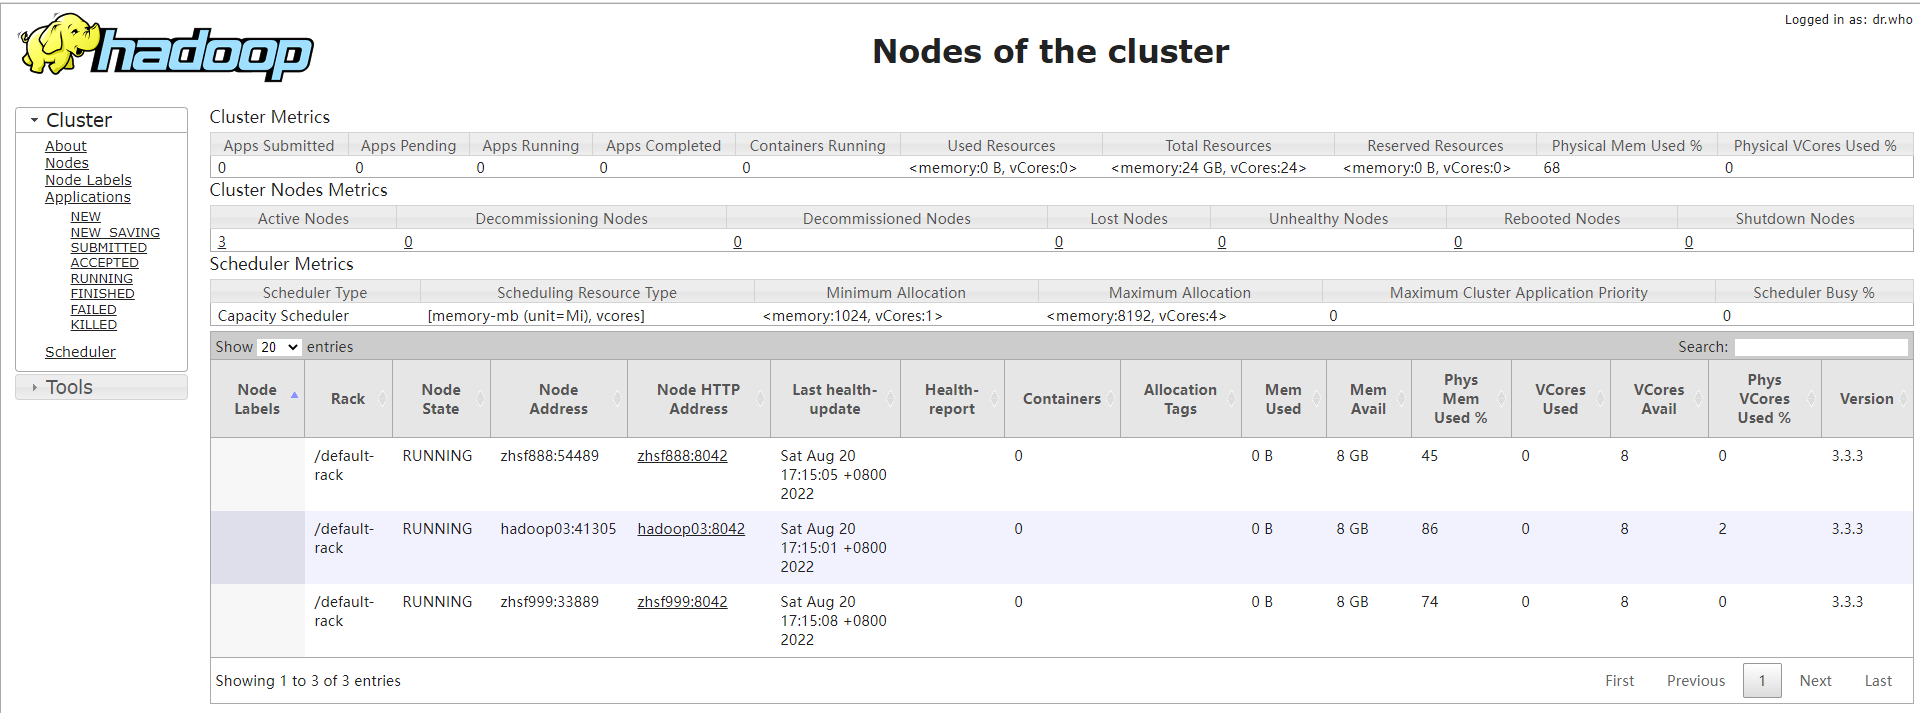 hadoop
Logged in as: dr.who
Nodes of the cluster
Cluster
About
Nodes
Node Labels
Applications
NEW
NEW_SAVING
SUBMITTED
ACCEPTED
RUNNING
FINISHED
FAILED
KILLED
Scheduler
Tools
Cluster Metrics
Apps Submitted Apps Pending Apps Running Apps Completed Containers Running Used Resources Total Resources Reserved Resources Physical Mem Used % Physical VCores Used %
0 0 0 0 0 <memory:0 B, vCores:0> <memory:24 GB, vCores:24> <memory:0 B, vCores:0> 68 0
Cluster Nodes Metrics
Active Nodes Decommissioning Nodes Decommissioned Nodes Lost Nodes Unhealthy Nodes Rebooted Nodes Shutdown Nodes
3 0 0 0 0 0 0
Scheduler Metrics
Scheduler Type Scheduling Resource Type Minimum Allocation Maximum Allocation Maximum Cluster Application Priority Scheduler Busy %
Capacity Scheduler [memory-mb (unit=Mi), vcores] <memory:1024, vCores:1> <memory:8192, vCores:4> 0 0
Show 20 entries Search:
Node Labels Rack Node State Node Address Node HTTP Address Last health-update Health-report Containers Allocation Tags Mem Used Mem Avail Phys Mem Used % VCores Used VCores Avail Phys VCores Used % Version
/default-rack RUNNING zhsf888:54489 zhsf888:8042 Sat Aug 20 17:15:05 +0800 2022 0 0 B 8 GB 45 0 8 0 3.3.3
/default-rack RUNNING hadoop03:41305 hadoop03:8042 Sat Aug 20 17:15:01 +0800 2022 0 0 B 8 GB 86 0 8 2 3.3.3
/default-rack RUNNING zhsf999:33889 zhsf999:8042 Sat Aug 20 17:15:08 +0800 2022 0 0 B 8 GB 74 0 8 0 3.3.3
Showing 1 to 3 of 3 entries First Previous 1 Next Last